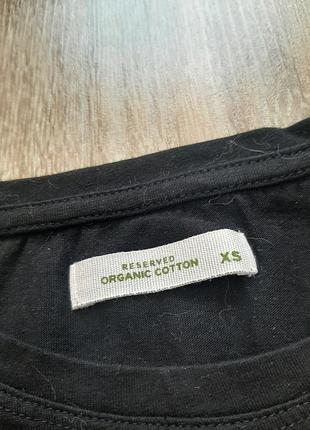 RESERVED
ORGANIC COTTON
XS